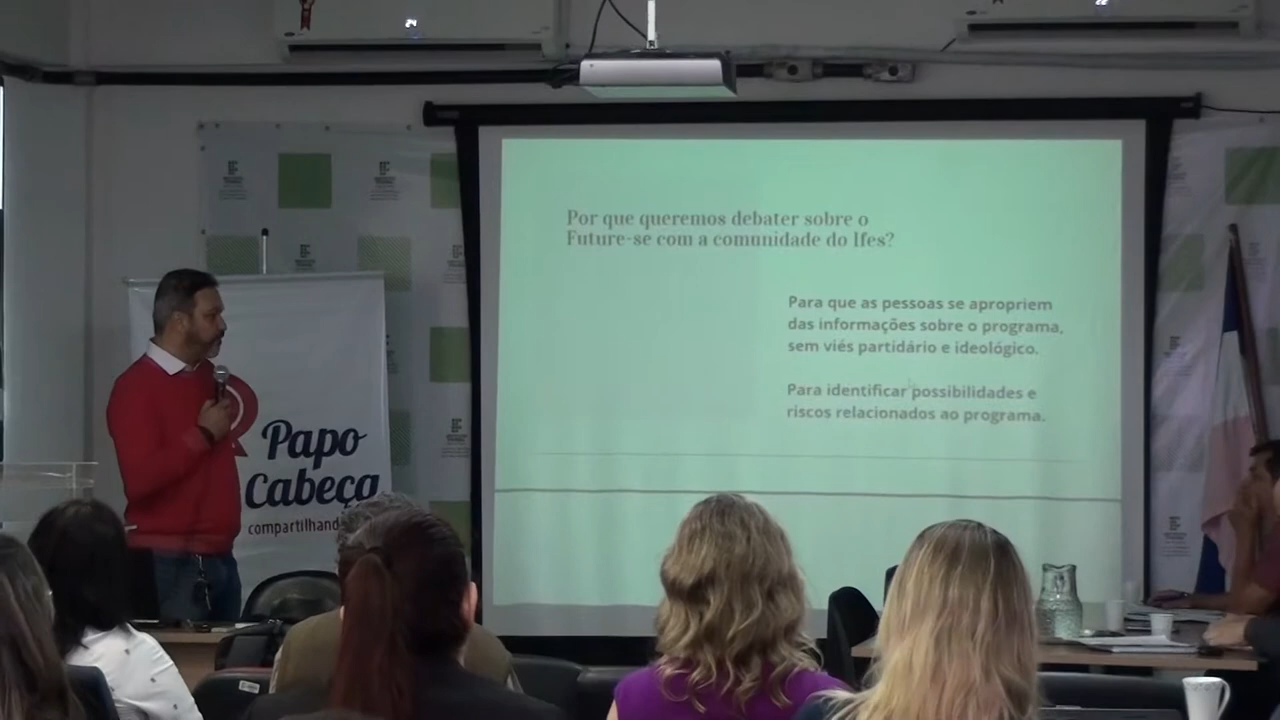 Por que queremos debater sobre o
Future-se com a comunidade do Ifes?
Para que as pessoas se apropriem
das informações sobre o programa,
sem viés partidário e ideológico.
Para identificar possibilidades e
riscos relacionados ao programa.
Papo
Cabeça